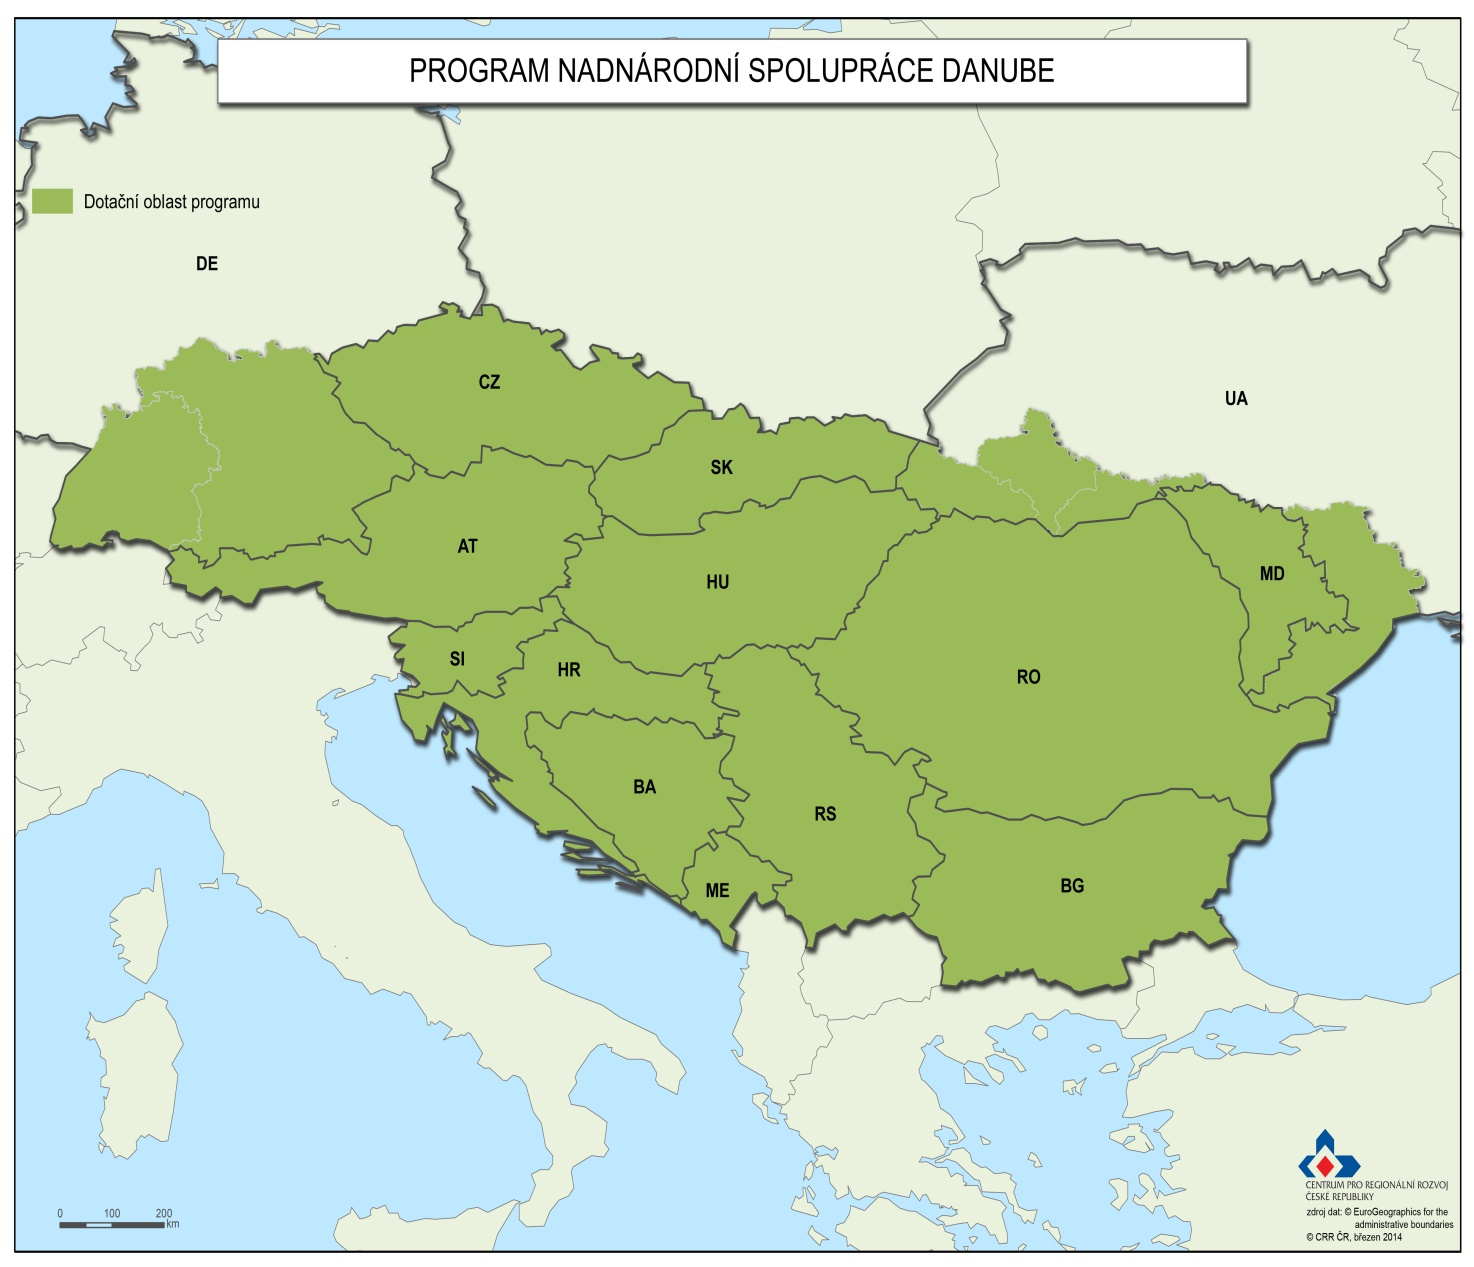 PROGRAM NADNÁRODNÍ SPOLUPRÁCE DANUBE
Dotační oblast programu
DE
CZ
UA
SK
AT
HU
MD
SI
HR
RO
BA
RS
ME
BG
CENTRUM PRO REGIONÁLNÍ ROZVOJ
ČESKÉ REPUBLIKY
zdroj dat: © EuroGeographics for the
administrative boundaries
© CRR ČR, březen 2014
0 100 200
km